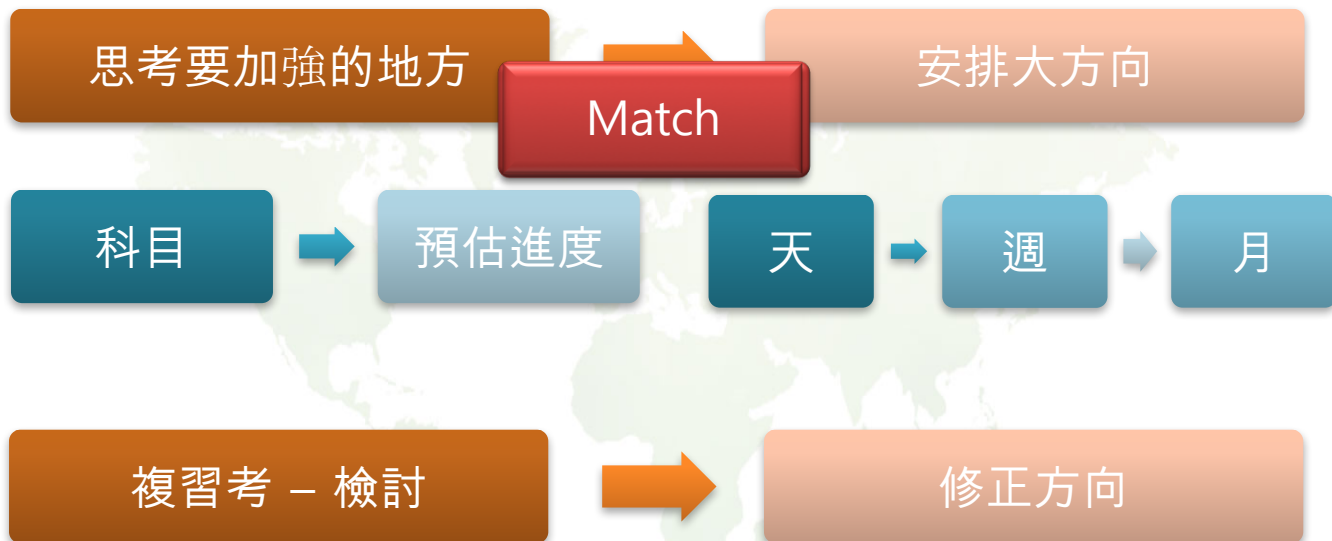 思考要加強的地方
安排大方向
Match
科目
預估進度
天
週
月
複習考 – 檢討
修正方向